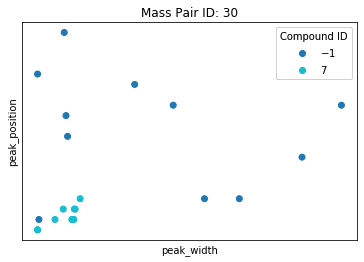 Mass Pair ID: 30
Compound ID
−1
7
peak_position
peak_width